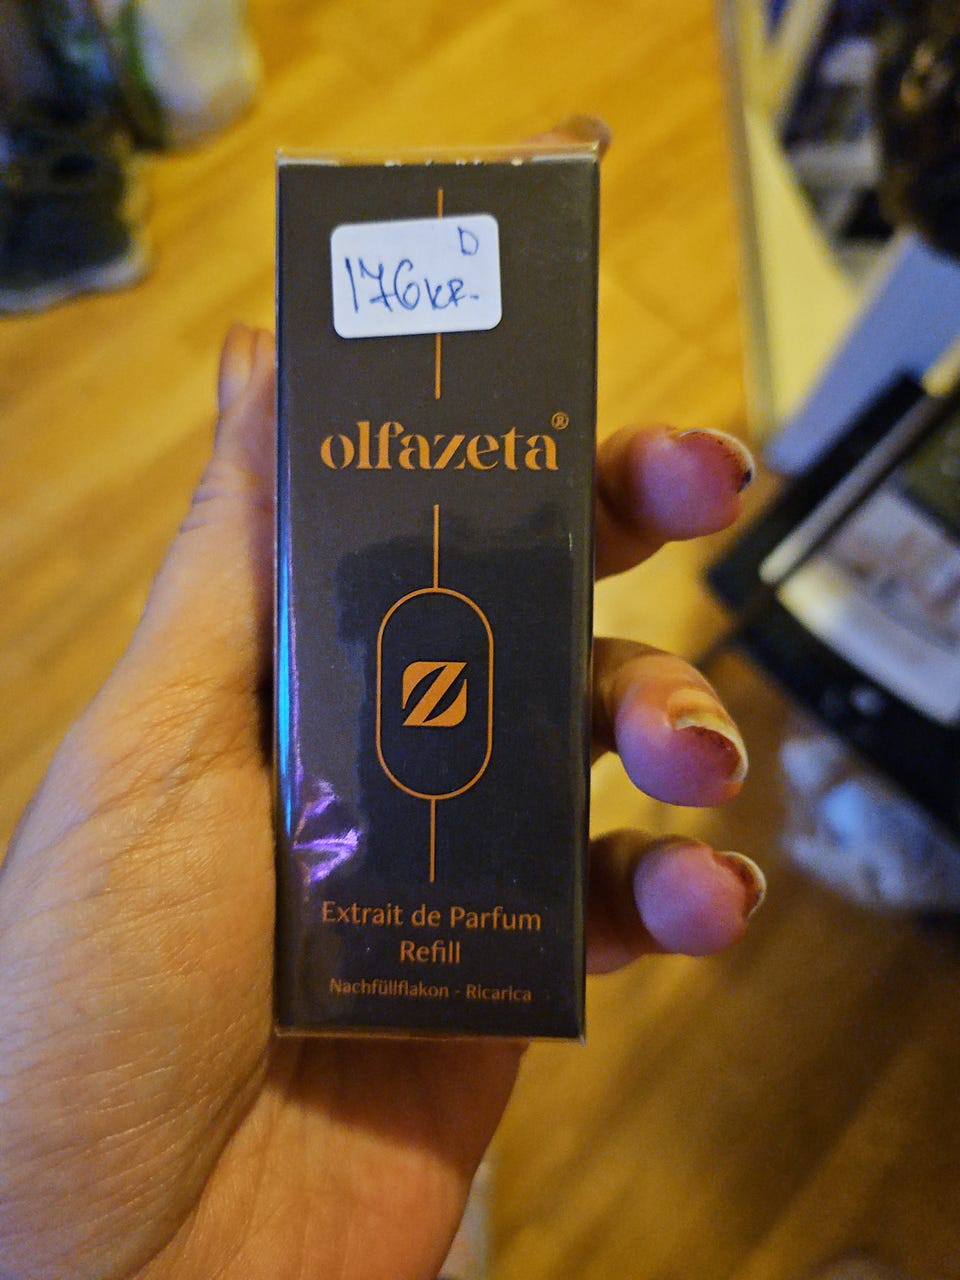 D
176kr.
olfazeta®
Z
Extrait de Parfum
Refill
Nachfüllflakon - Ricarica